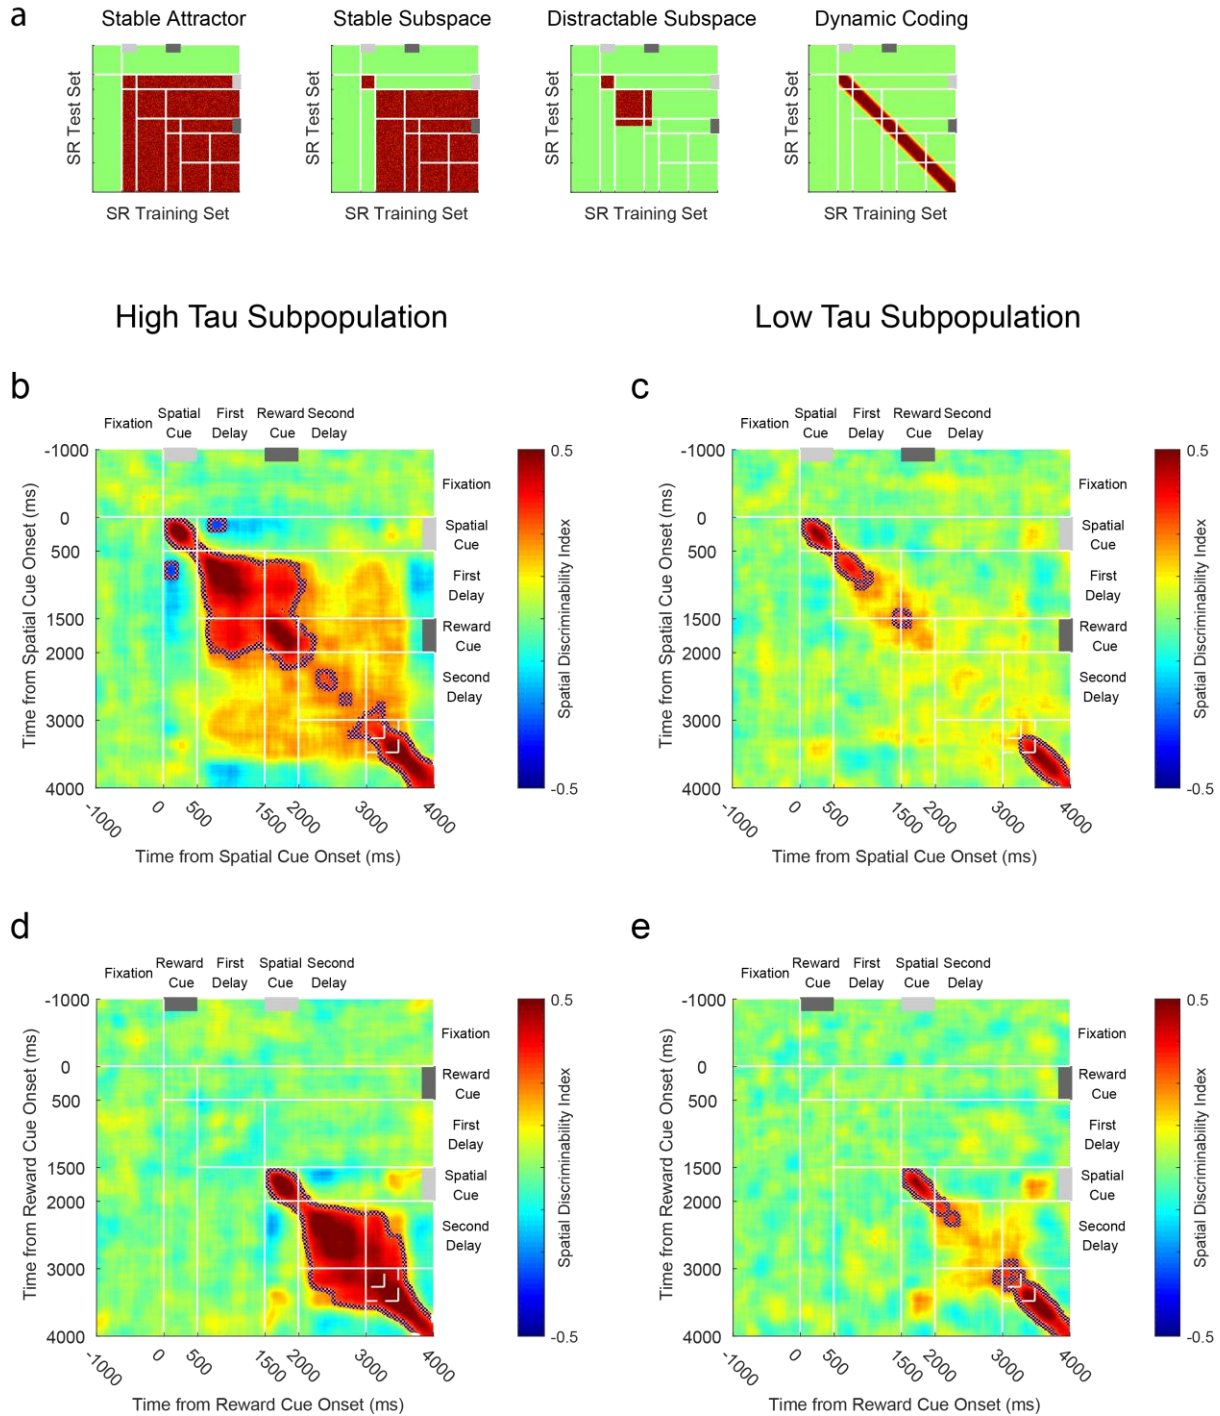 a
Stable Attractor
Stable Subspace
Distractable Subspace
Dynamic Coding
SR Test Set
SR Test Set
SR Test Set
SR Test Set
SR Training Set
SR Training Set
SR Training Set
SR Training Set
High Tau Subpopulation
Low Tau Subpopulation
b
Fixation
Spatial
Cue
First
Delay
Reward
Cue
Second
Delay
-1000
0
500
1500
2000
3000
4000
Time from Spatial Cue Onset (ms)
Fixation
Spatial
Cue
First
Delay
Reward
Cue
Second
Delay
-1000
0
500
1500
2000
3000
4000
Time from Spatial Cue Onset (ms)
0.5
-0.5
Spatial Discriminability Index
c
Fixation
Spatial
Cue
First
Delay
Reward
Cue
Second
Delay
-1000
0
500
1500
2000
3000
4000
Time from Spatial Cue Onset (ms)
Fixation
Spatial
Cue
First
Delay
Reward
Cue
Second
Delay
-1000
0
500
1500
2000
3000
4000
Time from Spatial Cue Onset (ms)
0.5
-0.5
Spatial Discriminability Index
d
Fixation
Reward
Cue
First
Delay
Spatial
Cue
Second
Delay
-1000
0
500
1500
2000
3000
4000
Time from Reward Cue Onset (ms)
Fixation
Reward
Cue
First
Delay
Spatial
Cue
Second
Delay
-1000
0
500
1500
2000
3000
4000
Time from Reward Cue Onset (ms)
0.5
-0.5
Spatial Discriminability Index
e
Fixation
Reward
Cue
First
Delay
Spatial
Cue
Second
Delay
-1000
0
500
1500
2000
3000
4000
Time from Reward Cue Onset (ms)
Fixation
Reward
Cue
First
Delay
Spatial
Cue
Second
Delay
-1000
0
500
1500
2000
3000
4000
Time from Reward Cue Onset (ms)
0.5
-0.5
Spatial Discriminability Index